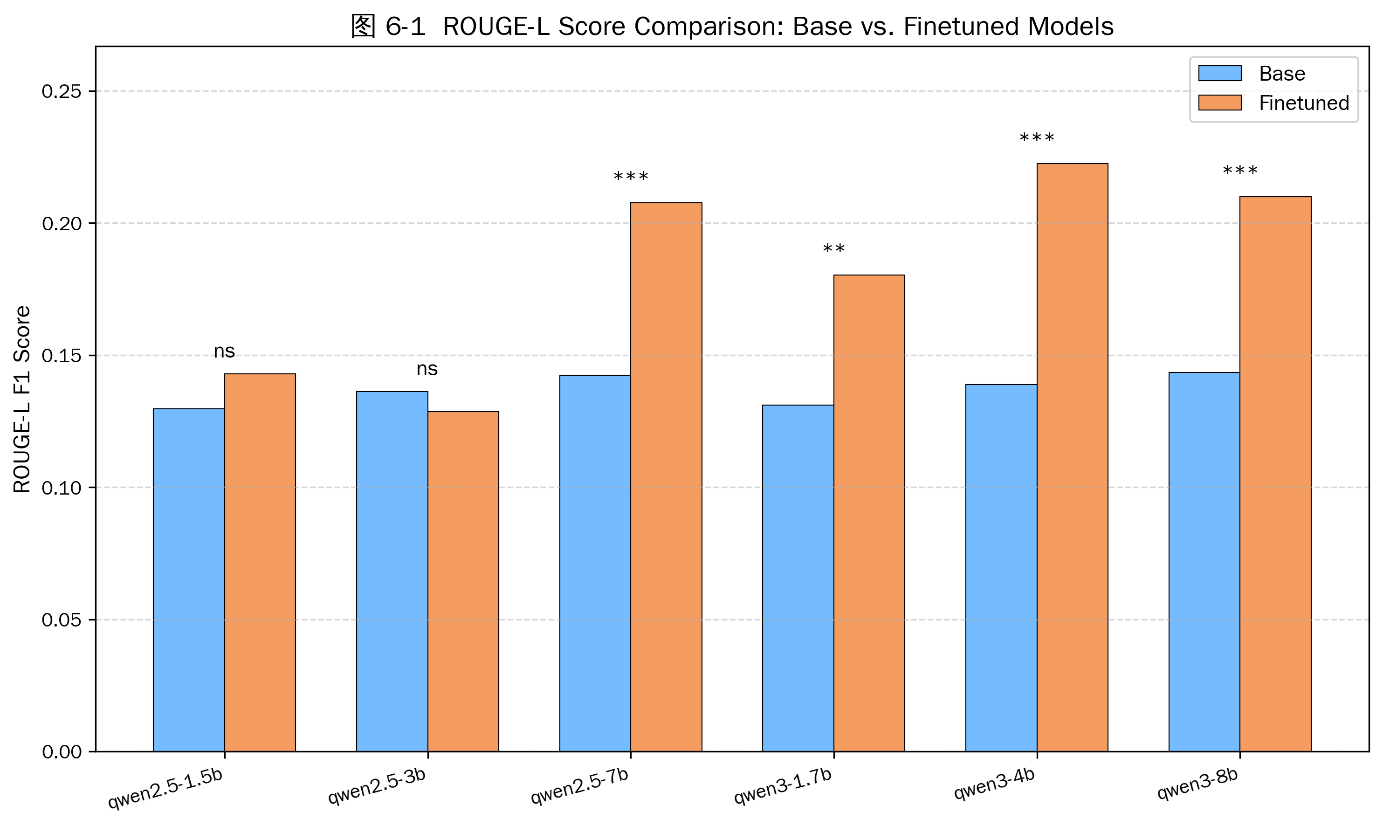 图 6-1 ROUGE-L Score Comparison: Base vs. Finetuned Models
Base
Finetuned
ROUGE-L F1 Score
0.25
0.20
0.15
0.10
0.05
0.00
ns
ns
***
**
***
***
qwen2.5-1.5b
qwen2.5-3b
qwen2.5-7b
qwen3-1.7b
qwen3-4b
qwen3-8b